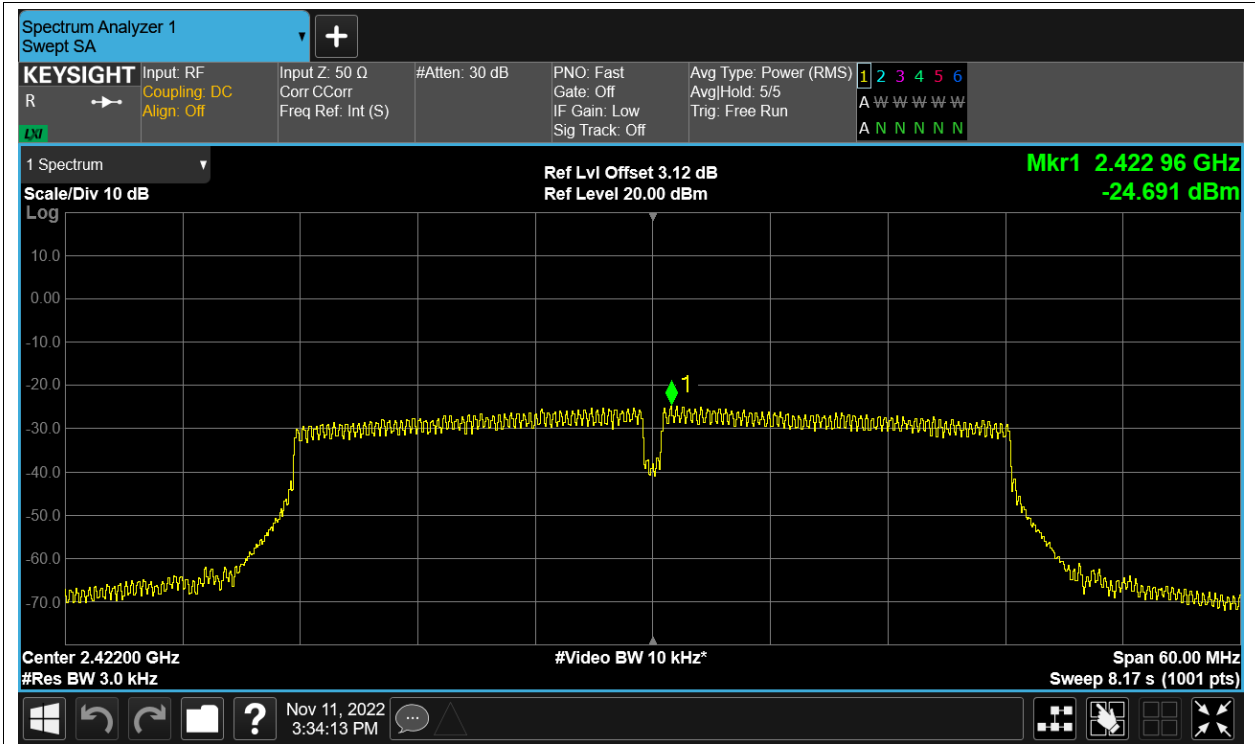 Spectrum Analyzer 1
Swept SA
KEYSIGHT
R
LXI
Input: RF
Coupling: DC
Align: Off
Input Z: 50 Ω
Corr CCorr
Freq Ref: Int (S)
#Atten: 30 dB
PNO: Fast
Gate: Off
IF Gain: Low
Sig Track: Off
Avg Type: Power (RMS)
Avg|Hold: 5/5
Trig: Free Run
1 2 3 4 5 6
A W W W W W
A N N N N N
1 Spectrum
Scale/Div 10 dB
Log
Ref Lvl Offset 3.12 dB
Ref Level 20.00 dBm
Mkr1 2.422 96 GHz
-24.691 dBm
10.0
0.00
-10.0
-20.0
1
-30.0
-40.0
-50.0
-60.0
-70.0
Center 2.42200 GHz
#Video BW 10 kHz*
Span 60.00 MHz
#Res BW 3.0 kHz
Sweep 8.17 s (1001 pts)
?
Nov 11, 2022
3:34:13 PM